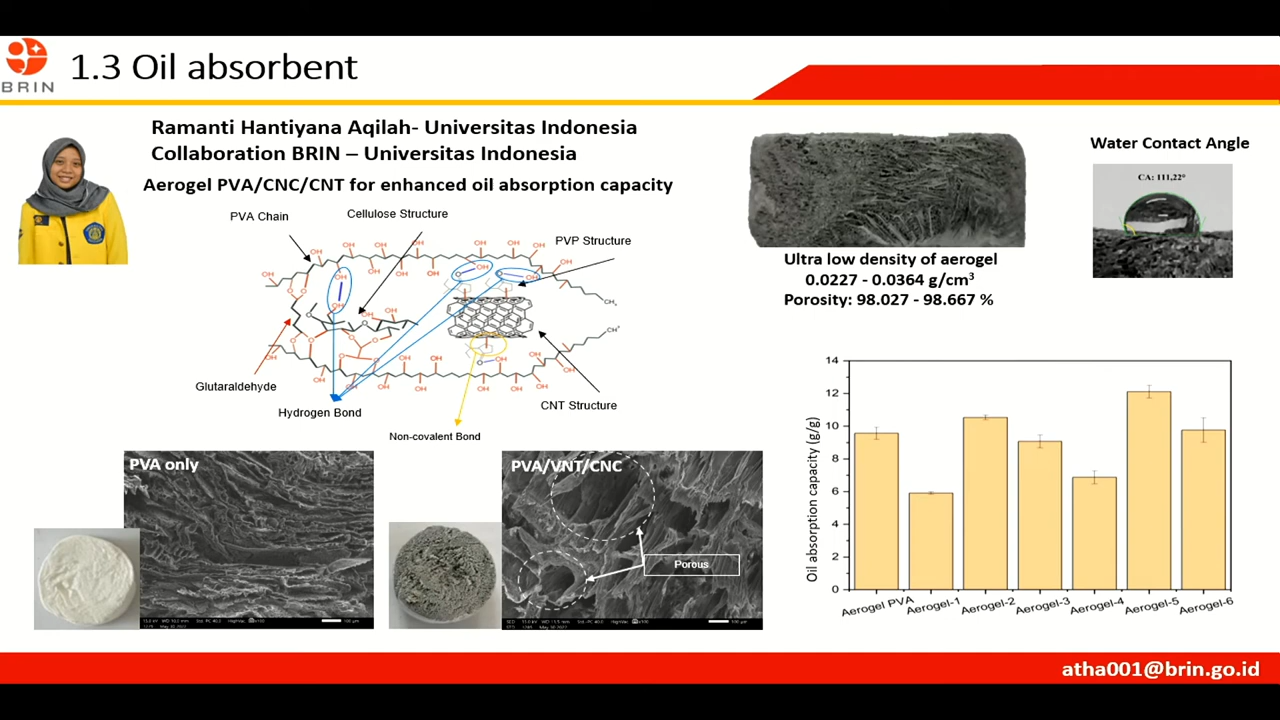 BRIN
1.3 Oil absorbent
Ramanti Hantiyana Aqilah- Universitas Indonesia
Collaboration BRIN – Universitas Indonesia
Aerogel PVA/CNC/CNT for enhanced oil absorption capacity
PVA Chain
Cellulose Structure
PVP Structure
Glutaraldehyde
Hydrogen Bond
Non-covalent Bond
CNT Structure
PVA only
PVA/VNT/CNC
Porous
Ultra low density of aerogel
0.0227 - 0.0364 g/cm³
Porosity: 98.027 - 98.667 %
Water Contact Angle
CA: 111,22°
Oil absorption capacity (g/g)
14
12
10
8
6
4
2
0
Aerogel PVA
Aerogel-1
Aerogel-2
Aerogel-3
Aerogel-4
Aerogel-5
Aerogel-6
atha001@brin.go.id